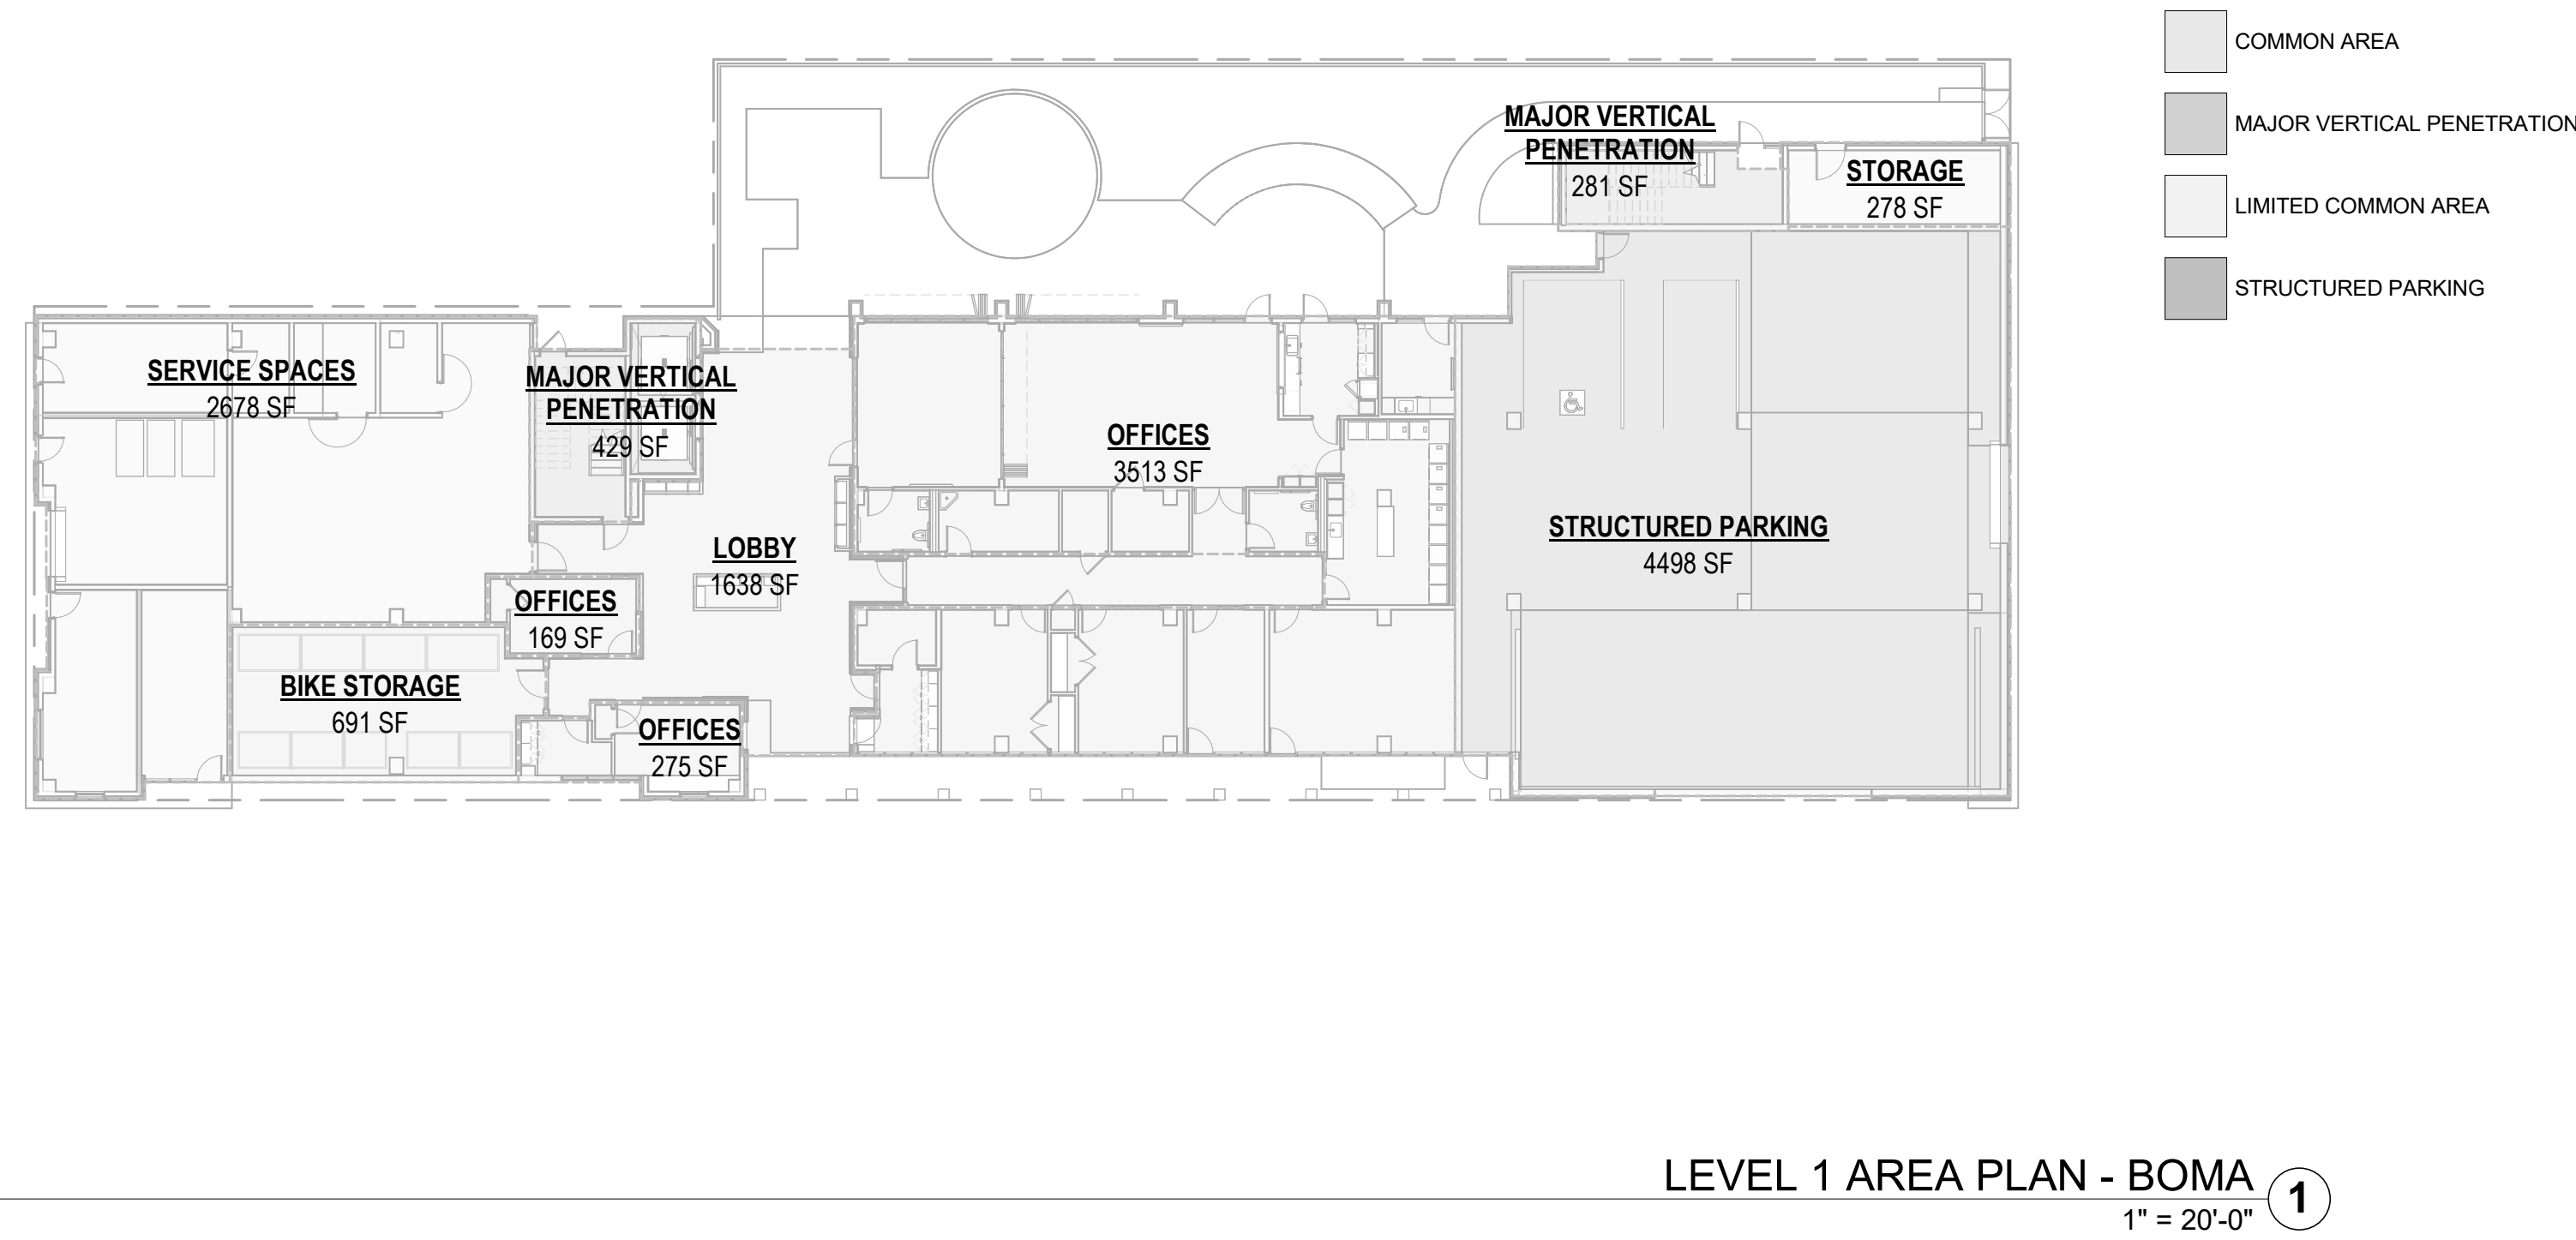 COMMON AREA
MAJOR VERTICAL PENETRATION
LIMITED COMMON AREA
STRUCTURED PARKING
MAJOR VERTICAL
PENETRATION
281 SF
STORAGE
278 SF
SERVICE SPACES
2678 SF
MAJOR VERTICAL
PENETRATION
429 SF
OFFICES
3513 SF
STRUCTURED PARKING
4498 SF
LOBBY
1638 SF
OFFICES
169 SF
BIKE STORAGE
691 SF
OFFICES
275 SF
LEVEL 1 AREA PLAN - BOMA
1
1" = 20'-0"